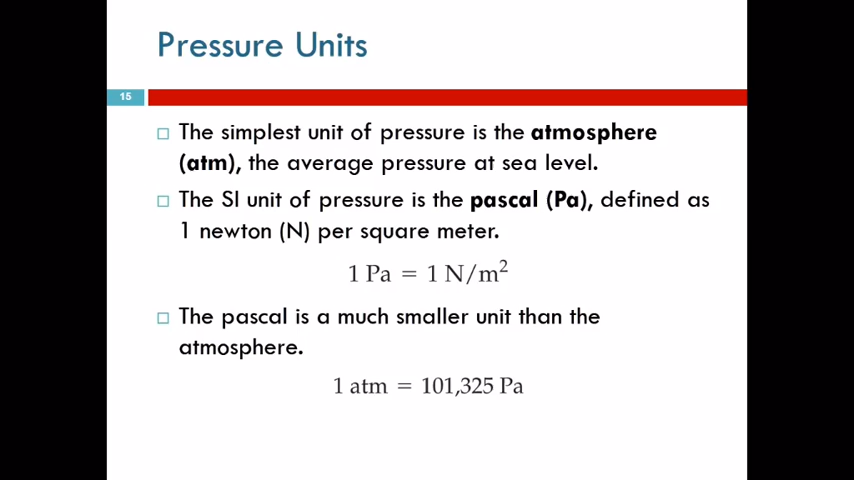 Pressure Units
15
The simplest unit of pressure is the atmosphere
(atm), the average pressure at sea level.
The SI unit of pressure is the pascal (Pa), defined as
1 newton (N) per square meter.
1 Pa = 1 N/m²
The pascal is a much smaller unit than the
atmosphere.
1 atm = 101,325 Pa